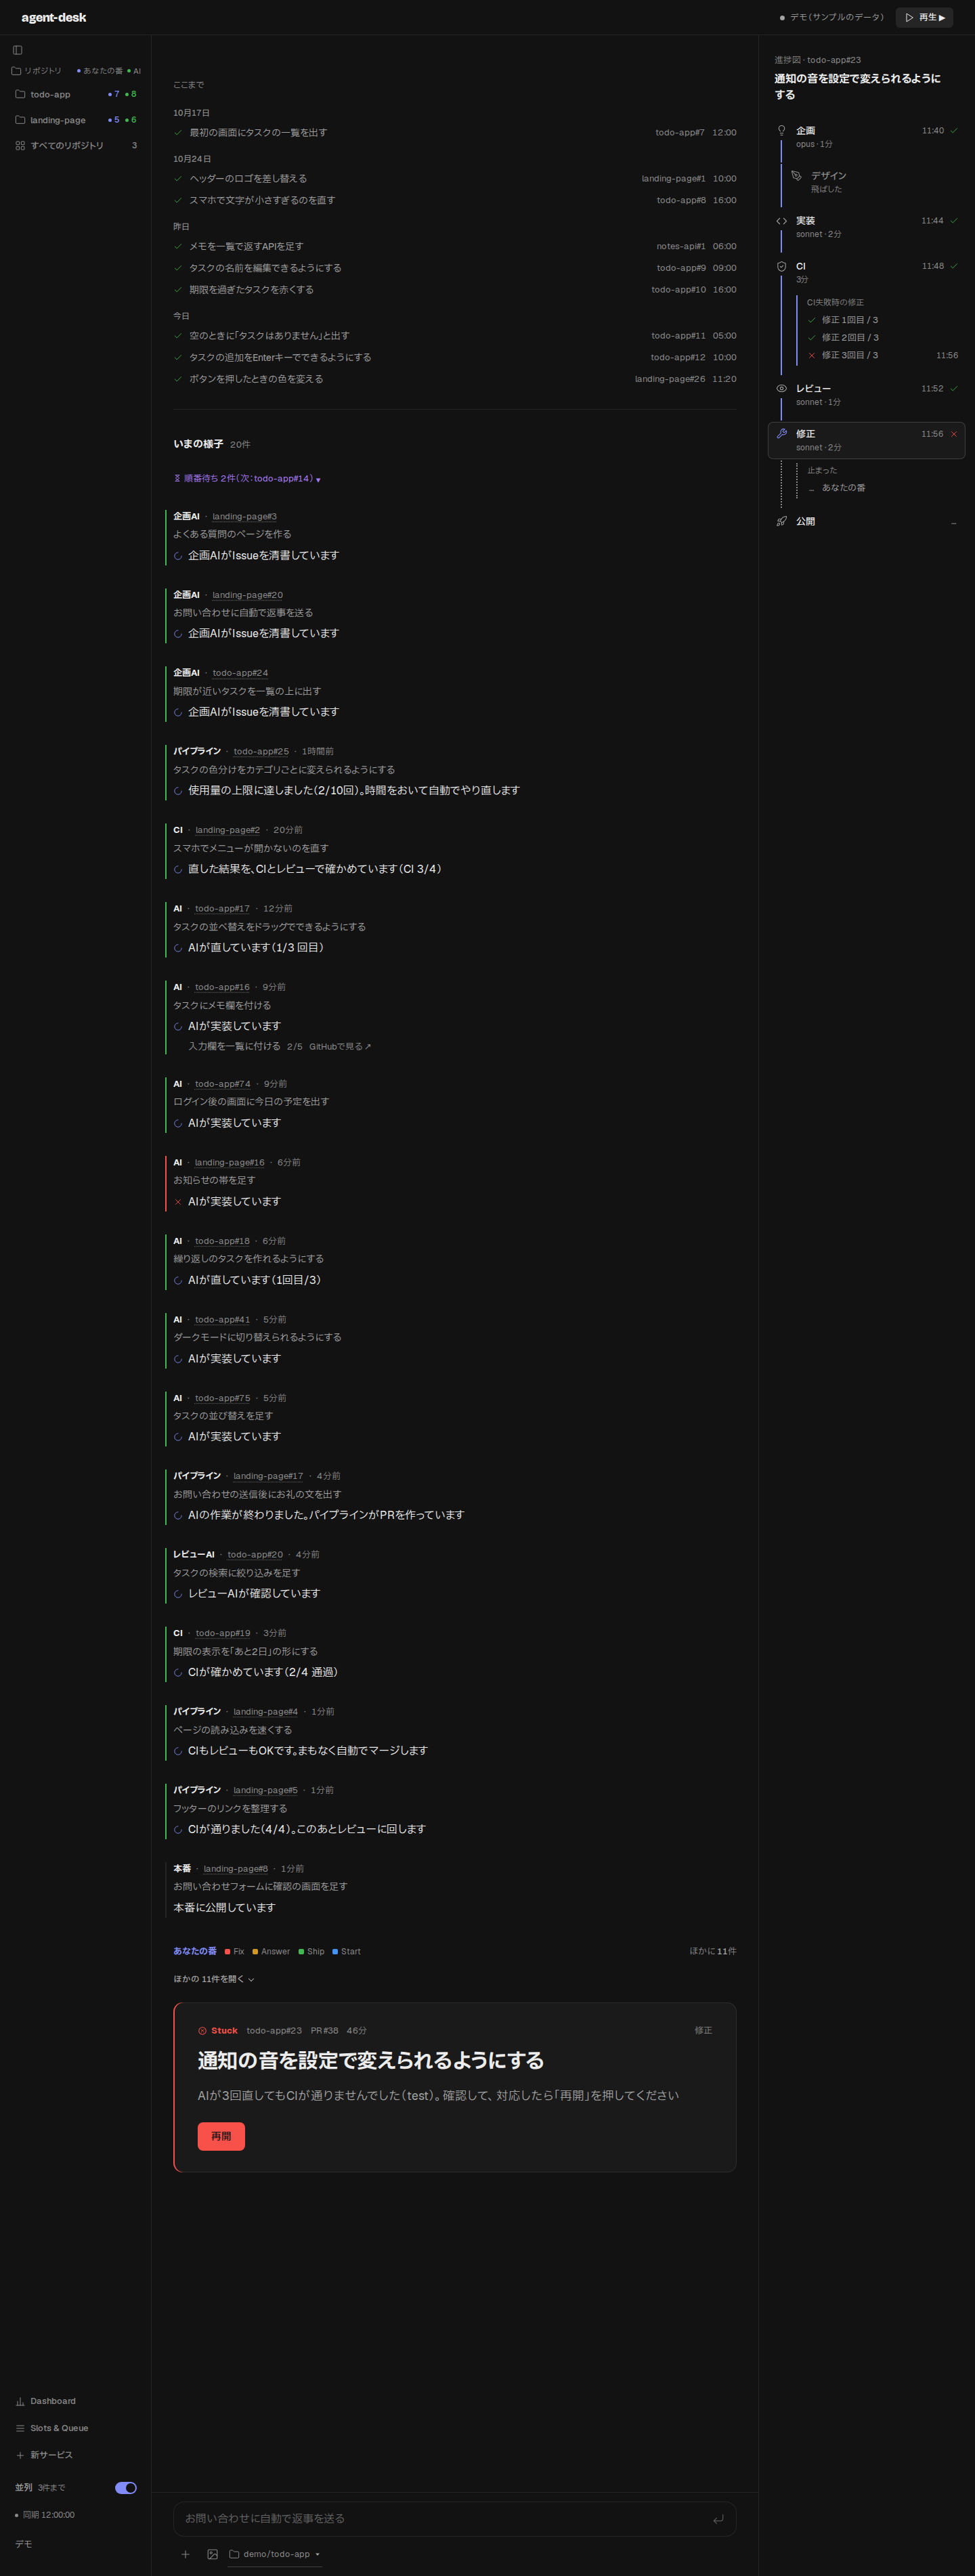 agent-desk
デモ(サンプルのデータ)
再生 ▶
リポジトリ
あなたの番 AI
todo-app 7 8
landing-page 5 6
すべてのリポジトリ 3
ここまで
10月17日
最初の画面にタスクの一覧を出す todo-app#7 12:00
10月24日
ヘッダーのロゴを差し替える landing-page#1 10:00
スマホで文字が小さすぎるのを直す todo-app#8 16:00
昨日
メモを一覧で返すAPIを足す notes-api#1 06:00
タスクの名前を編集できるようにする todo-app#9 09:00
期限を過ぎたタスクを赤くする todo-app#10 16:00
今日
空のときに「タスクはありません」と出す todo-app#11 05:00
タスクの追加をEnterキーでできるようにする todo-app#12 10:00
ボタンを押したときの色を変える landing-page#26 11:20
いまの様子 20件
順番待ち 2件(次:todo-app#14) ▼
企画AI · landing-page#3
よくある質問のページを作る
企画AIがIssueを清書しています
企画AI · landing-page#20
お問い合わせに自動で返事を送る
企画AIがIssueを清書しています
企画AI · todo-app#24
期限が近いタスクを一覧の上に出す
企画AIがIssueを清書しています
パイプライン · todo-app#25 · 1時間前
タスクの色分けをカテゴリごとに変えられるようにする
使用量の上限に達しました(2/10回)。時間をおいて自動でやり直します
CI · landing-page#2 · 20分前
スマホでメニューが開かないのを直す
直した結果を、CIとレビューで確かめています(CI 3/4)
AI · todo-app#17 · 12分前
タスクの並べ替えをドラッグでできるようにする
AIが直しています(1/3 回目)
AI · todo-app#16 · 9分前
タスクにメモ欄を付ける
AIが実装しています
入力欄を一覧に付ける 2/5 GitHubで見る ↗
AI · todo-app#74 · 9分前
ログイン後の画面に今日の予定を出す
AIが実装しています
AI · landing-page#16 · 6分前
お知らせの帯を足す
AIが実装しています
AI · todo-app#18 · 6分前
繰り返しのタスクを作れるようにする
AIが直しています(1回目/3)
AI · todo-app#41 · 5分前
ダークモードに切り替えられるようにする
AIが実装しています
AI · todo-app#75 · 5分前
タスクの並び替えを足す
AIが実装しています
パイプライン · landing-page#17 · 4分前
お問い合わせの送信後にお礼の文を出す
AIの作業が終わりました。パイプラインがPRを作っています
レビューAI · todo-app#20 · 4分前
タスクの検索に絞り込みを足す
レビューAIが確認しています
CI · todo-app#19 · 3分前
期限の表示を「あと2日」の形にする
CIが確かめています(2/4 通過)
パイプライン · landing-page#4 · 1分前
ページの読み込みを速くする
CIもレビューもOKです。まもなく自動でマージします
パイプライン · landing-page#5 · 1分前
フッターのリンクを整理する
CIが通りました(4/4)。このあとレビューに回します
本番 · landing-page#8 · 1分前
お問い合わせフォームに確認の画面を足す
本番に公開しています
あなたの番 Fix Answer Ship Start ほかに 11件
ほかの 11件を開く
Stuck todo-app#23 PR#38 46分 修正
通知の音を設定で変えられるようにする
AIが3回直してもCIが通りませんでした(test)。確認して、対応したら「再開」を押してください
再開
お問い合わせに自動で返事を送る
demo/todo-app
進捗図 · todo-app#23
通知の音を設定で変えられるように
する
企画 11:40
opus · 1分
デザイン
飛ばした
実装 11:44
sonnet · 2分
CI 11:48
3分
CI失敗時の修正
修正 1回目 / 3
修正 2回目 / 3
修正 3回目 / 3 11:56
レビュー 11:52
sonnet · 1分
修正 11:56
sonnet · 2分
止まった
… あなたの番
公開 …
Dashboard
Slots & Queue
新サービス
並列 3件まで
同期 12:00:00
デモ